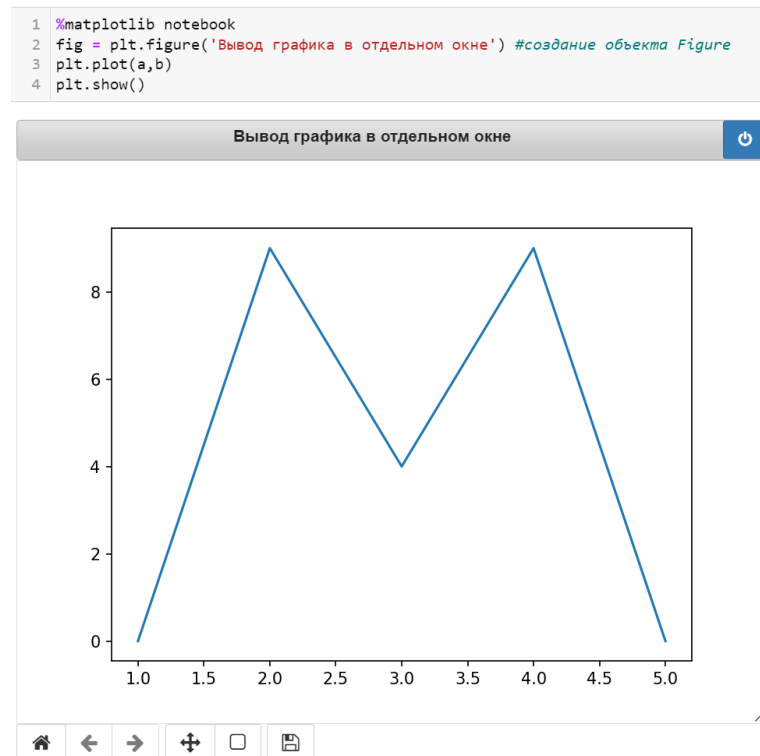 1 %matplotlib notebook
2 fig = plt.figure('Вывод графика в отдельном окне') #создание объекта Figure
3 plt.plot(a,b)
4 plt.show()
Вывод графика в отдельном окне
8
6
4
2
0
1.0 1.5 2.0 2.5 3.0 3.5 4.0 4.5 5.0